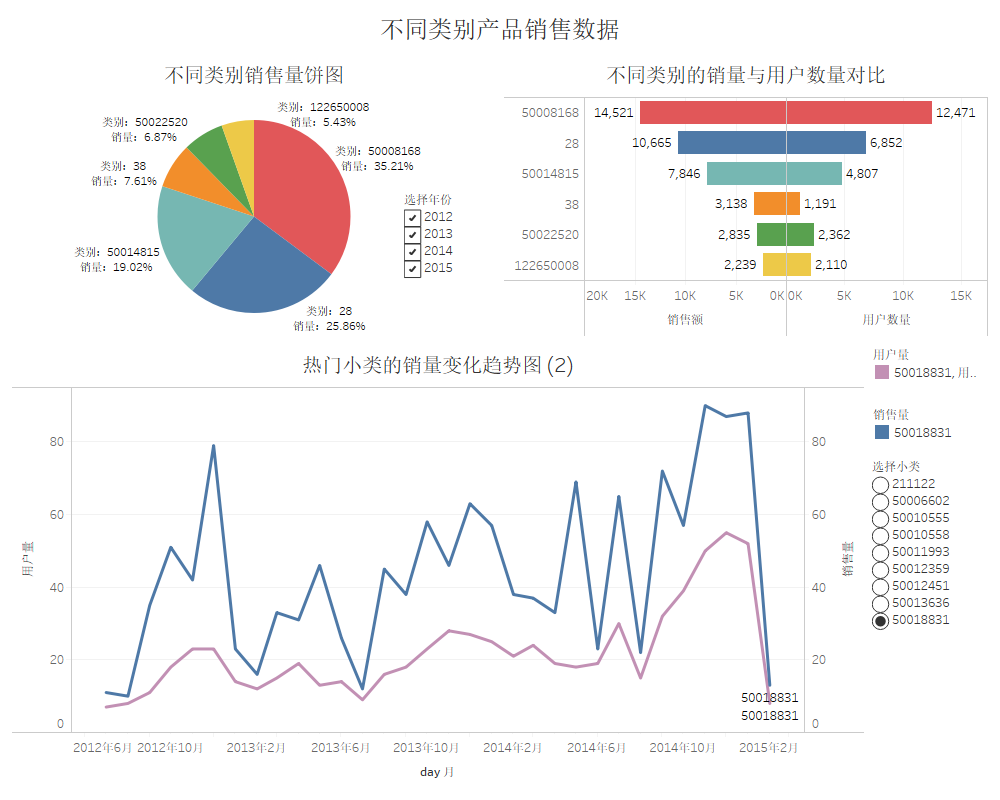 不同类别产品销售数据
不同类别销售量饼图
类别: 122650008
销量: 5.43%
类别: 50022520
销量: 6.87%
类别: 50008168
销量: 35.21%
类别: 38
销量: 7.61%
类别: 50014815
销量: 19.02%
类别: 28
销量: 25.86%
选择年份
2012
2013
2014
2015
不同类别的销量与用户数量对比
50008168 14,521 12,471
28 10,665 6,852
50014815 7,846 4,807
38 3,138 1,191
50022520 2,835 2,362
122650008 2,239 2,110
20K 15K 10K 5K 0K 0K 5K 10K 15K
销售额 用户数量
热门小类的销量变化趋势图 (2)
用户量
80 80
60 60
40 40
20 20
0 0
销售量
50018831
50018831
2012年6月 2012年10月 2013年2月 2013年6月 2013年10月 2014年2月 2014年6月 2014年10月 2015年2月
day 月
用户量
50018831, 用..
销售量
50018831
选择小类
211122
50006602
50010555
50010558
50011993
50012359
50012451
50013636
50018831